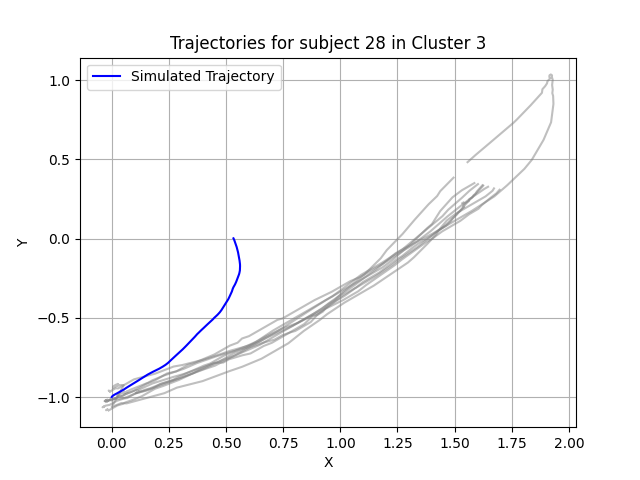 Trajectories for subject 28 in Cluster 3
Simulated Trajectory
1.0
0.5
0.0
−0.5
−1.0
Y
0.00 0.25 0.50 0.75 1.00 1.25 1.50 1.75 2.00
X